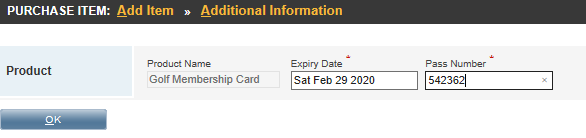 PURCHASE ITEM: Add Item » Additional Information
Product Name Expiry Date * Pass Number *
Product Golf Membership Card Sat Feb 29 2020 542362 ×
OK